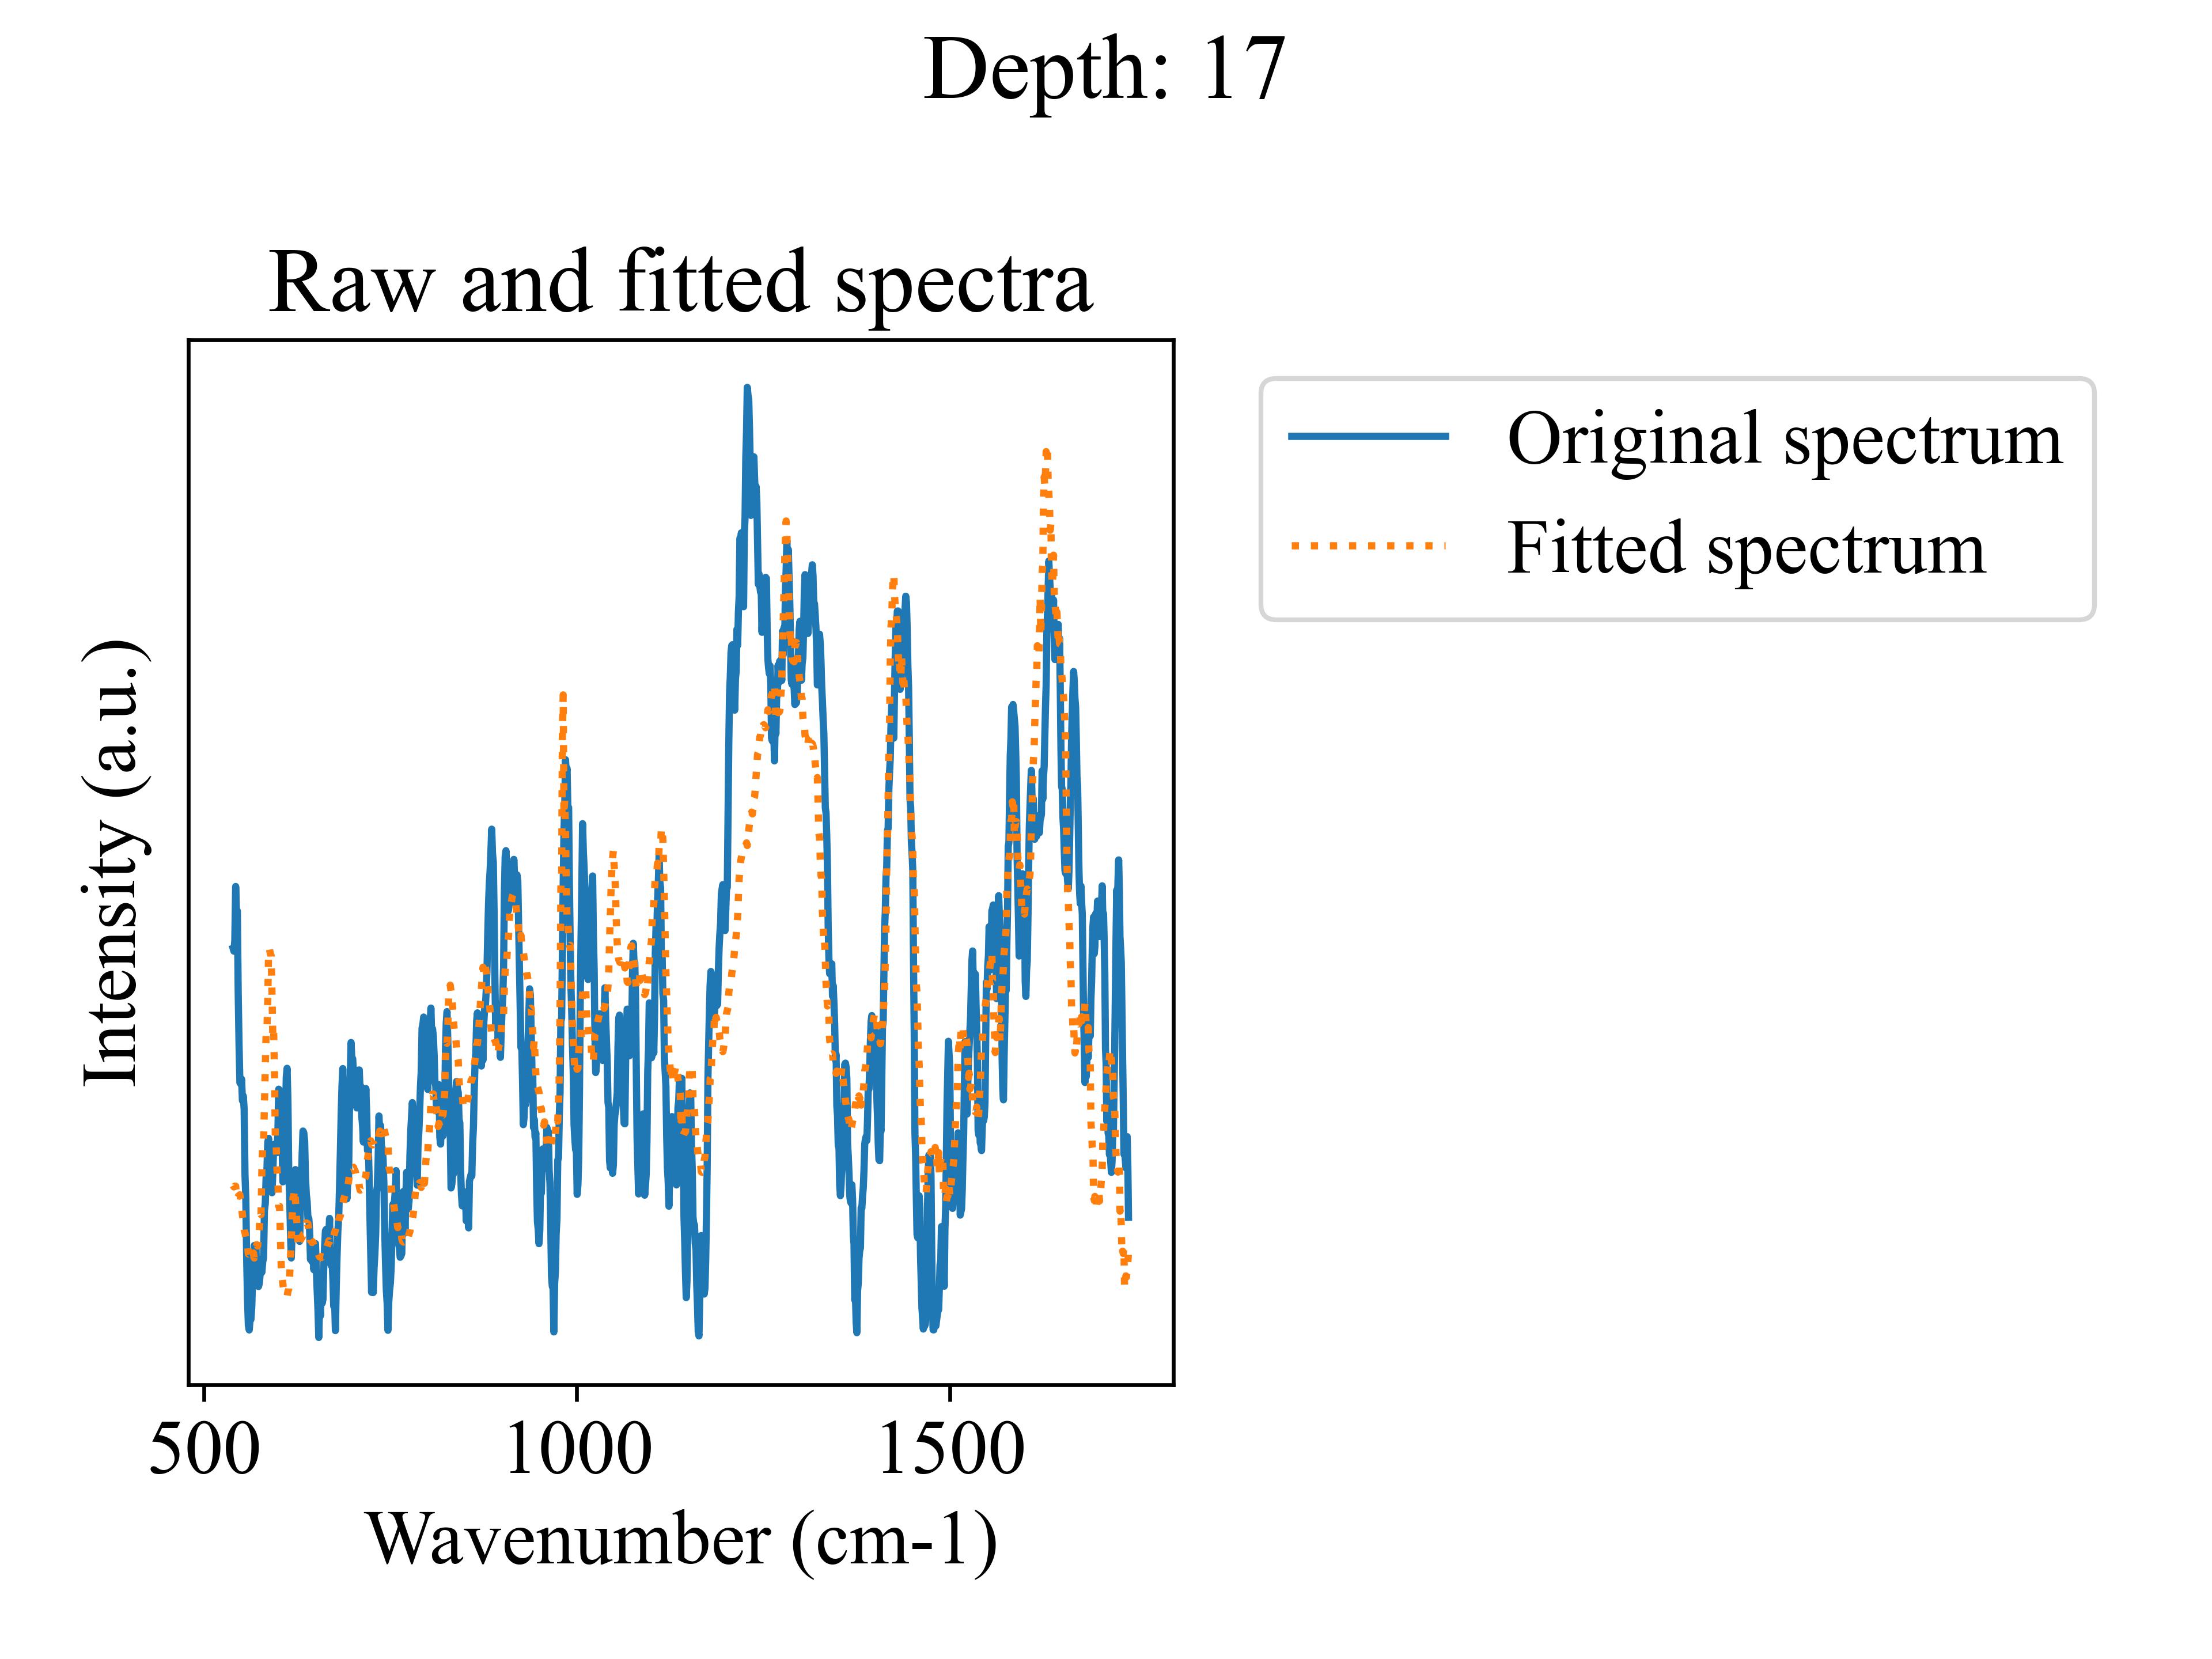 Depth: 17
Raw and fitted spectra
Original spectrum
Fitted spectrum
Intensity (a.u.)
500 1000 1500
Wavenumber (cm-1)